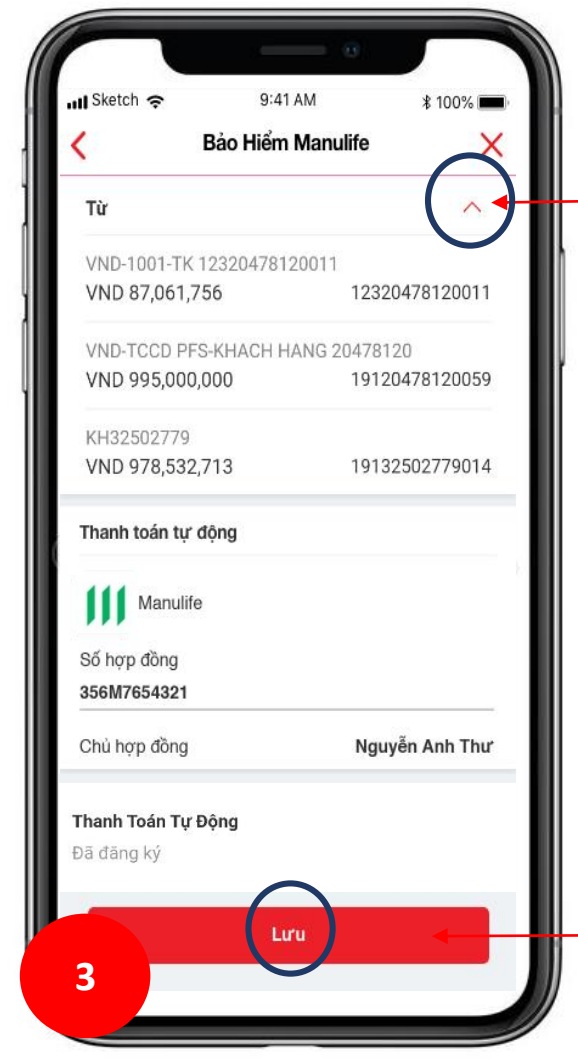 Sketch 9:41 AM 100%
Bảo Hiểm Manulife
Từ
VND-1001-TK 12320478120011
VND 87,061,756 12320478120011
VND-TCCD PFS-KHACH HANG 20478120
VND 995,000,000 19120478120059
KH32502779
VND 978,532,713 19132502779014
Thanh toán tự động
Manulife
Số hợp đồng
356M7654321
Chủ hợp đồng Nguyễn Anh Thư
Thanh Toán Tự Động
Đã đăng ký
Lưu
3